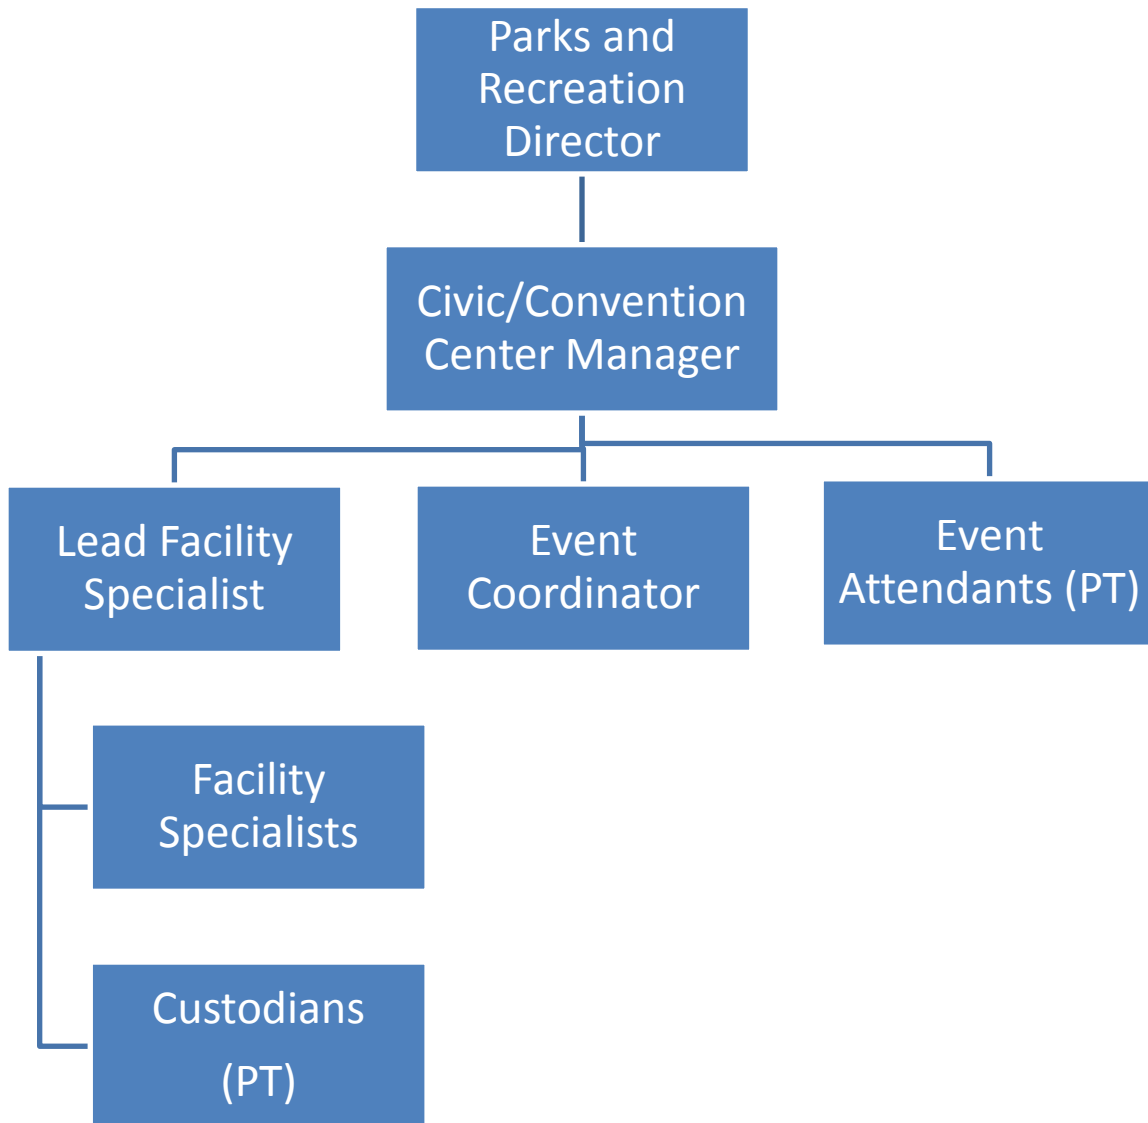 Parks and
Recreation
Director
Civic/Convention
Center Manager
Lead Facility
Specialist
Event
Coordinator
Event
Attendants (PT)
Facility
Specialists
Custodians
(PT)